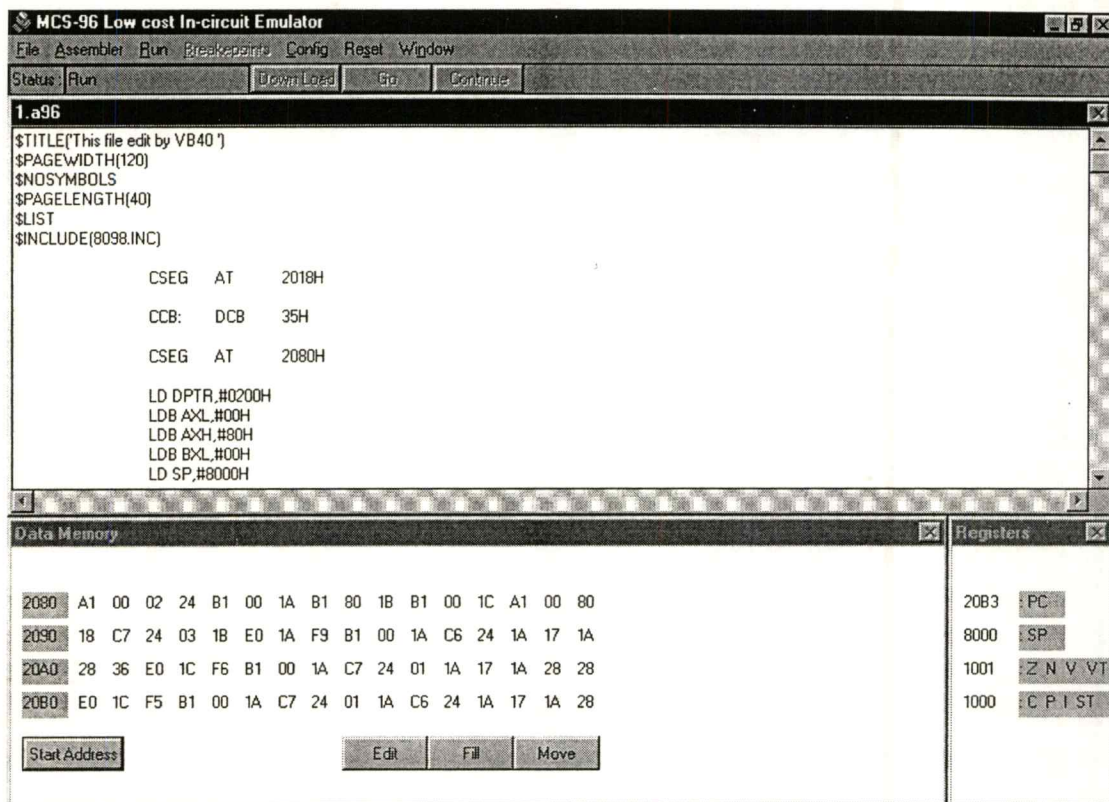 MCS-96 Low cost In-circuit Emulator
File Assembler Run Breakepoints Config Reset Window
Status : Run Down Load Go Continue
1.a96
$TITLE('This file edit by VB40 ')
$PAGEWIDTH(120)
$NOSYMBOLS
$PAGELENGTH(40)
$LIST
$INCLUDE(8098.INC)
CSEG AT 2018H
CCB: DCB 35H
CSEG AT 2080H
LD DPTR,#0200H
LDB AXL,#00H
LDB AXH,#80H
LDB BXL,#00H
LD SP,#8000H
Data Memory
2080 A1 00 02 24 B1 00 1A B1 80 1B B1 00 1C A1 00 80
2090 18 C7 24 03 1B E0 1A F9 B1 00 1A C6 24 1A 17 1A
20A0 28 36 E0 1C F6 B1 00 1A C7 24 01 1A 17 1A 28 28
20B0 E0 1C F5 B1 00 1A C7 24 01 1A C6 24 1A 17 1A 28
Start Address Edit Fill Move
Registers
20B3 : PC
8000 : SP
1001 : Z N V VT
1000 : C P I ST